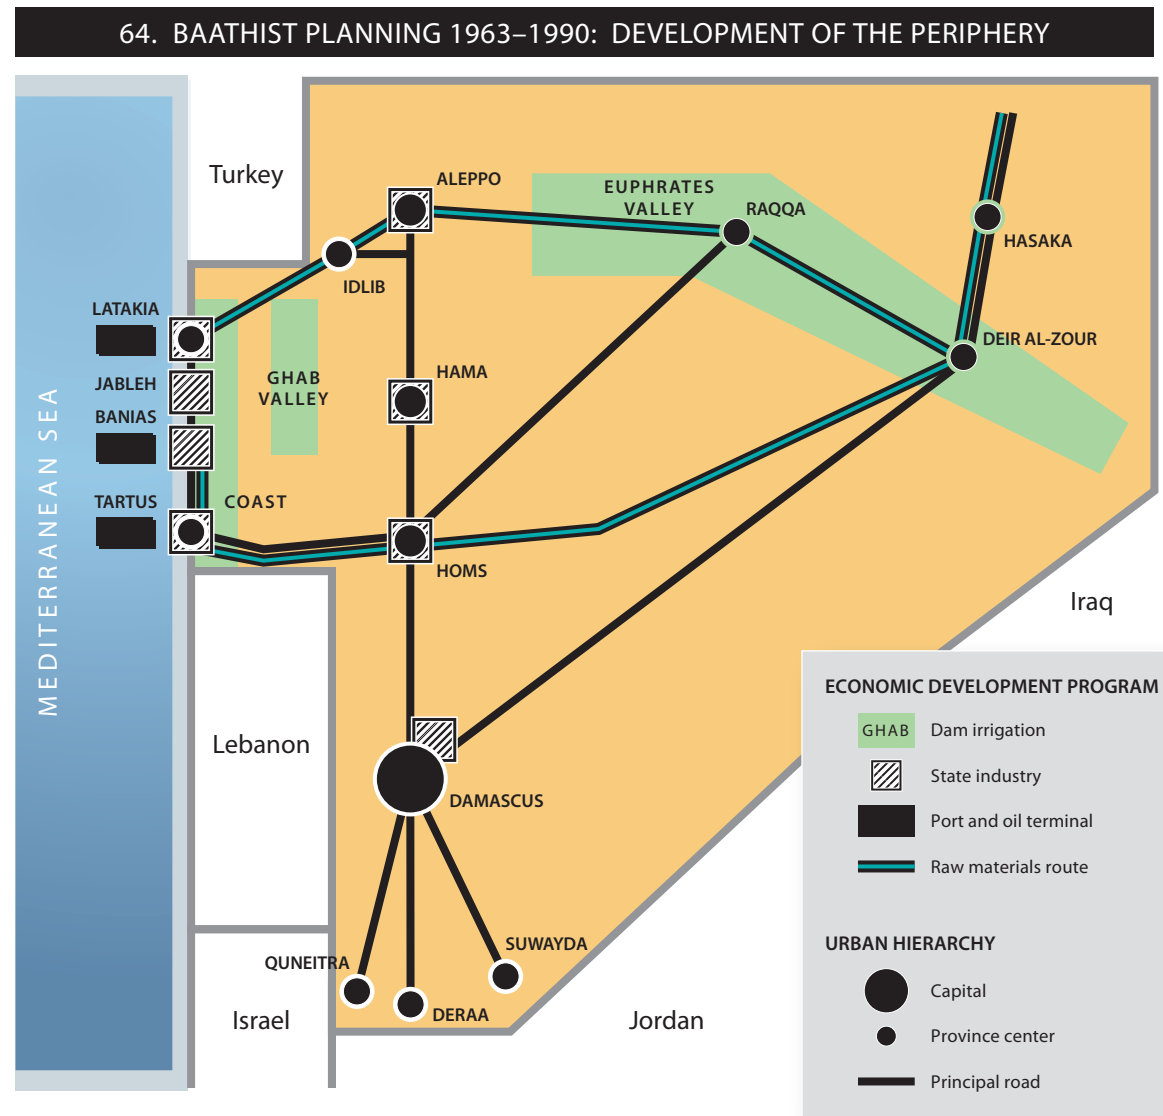 64. BAATHIST PLANNING 1963–1990: DEVELOPMENT OF THE PERIPHERY
Turkey
ALEPPO
EUPHRATES
VALLEY
RAQQA
HASAKA
IDLIB
LATAKIA
DEIR AL-ZOUR
JABLEH
GHAB
VALLEY
HAMA
BANIAS
TARTUS
COAST
HOMS
MEDITERRANEAN SEA
Iraq
Lebanon
DAMASCUS
SUWAYDA
QUNEITRA
DERAA
Israel
Jordan
ECONOMIC DEVELOPMENT PROGRAM
GHAB Dam irrigation
State industry
Port and oil terminal
Raw materials route
URBAN HIERARCHY
Capital
Province center
Principal road